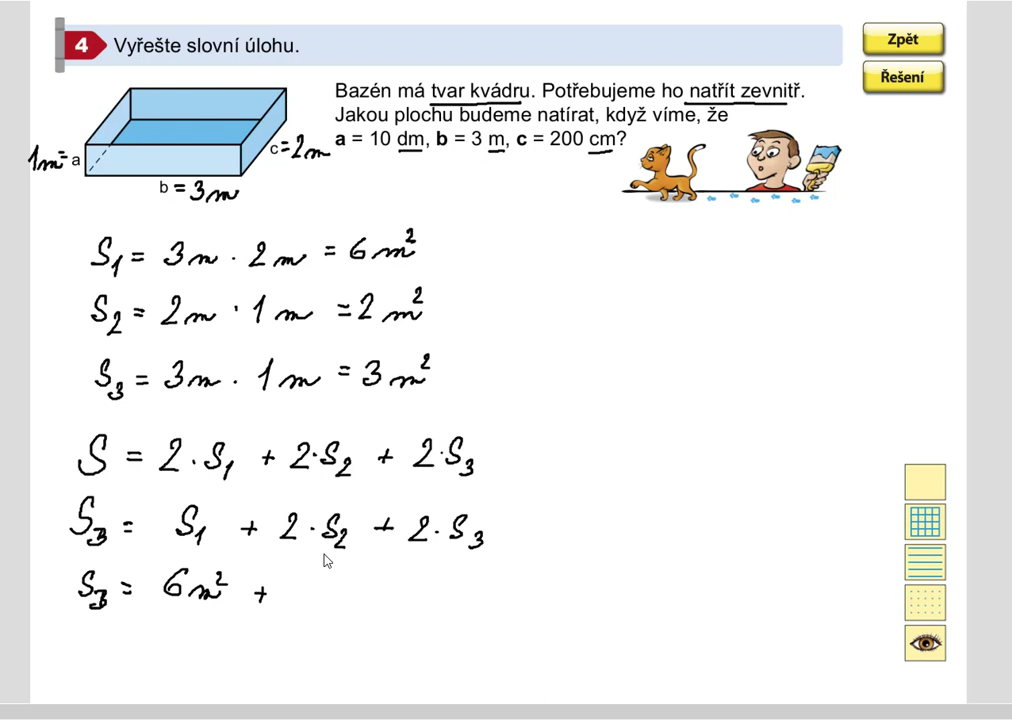 4 Vyřešte slovní úlohu.
Zpět
Řešení
Bazén má tvar kvádru. Potřebujeme ho natřít zevnitř.
Jakou plochu budeme natírat, když víme, že
a = 10 dm, b = 3 m, c = 200 cm?
1m = a
c = 2m
b = 3m
S₁ = 3m · 2m = 6m²
S₂ = 2m · 1m = 2m²
S₃ = 3m · 1m = 3m²
S = 2·S₁ + 2·S₂ + 2·S₃
S_B = S₁ + 2·S₂ + 2·S₃
S_B = 6m² +